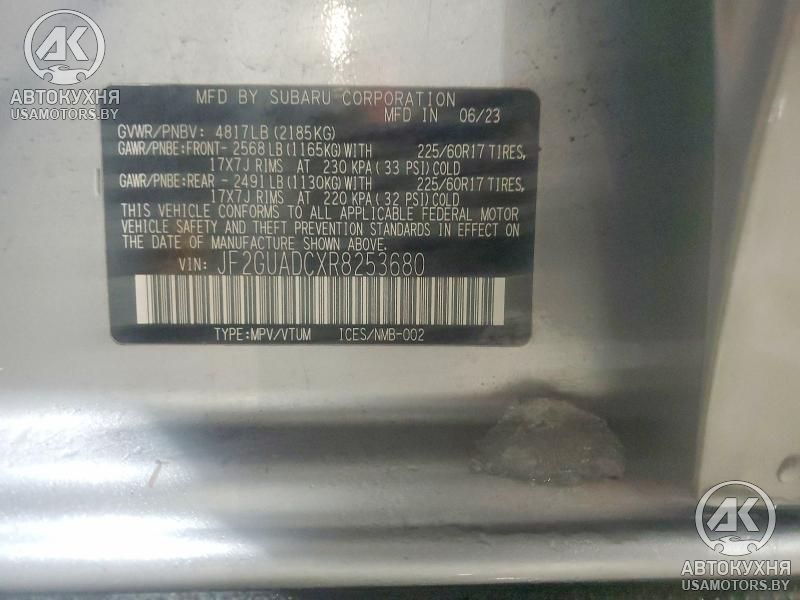 АК
АВТОКУХНЯ
USAMOTORS.BY
MFD BY SUBARU CORPORATION
MFD IN 06/23
GVWR/PNBV: 4817LB(2185KG)
GAWR/PNBE:FRONT- 2568LB(1165KG)WITH 225/60R17 TIRES,
17X7J RIMS AT 230 KPA(33 PSI)COLD
GAWR/PNBE:REAR - 2491LB(1130KG)WITH 225/60R17 TIRES,
17X7J RIMS AT 220 KPA(32 PSI)COLD
THIS VEHICLE CONFORMS TO ALL APPLICABLE FEDERAL MOTOR
VEHICLE SAFETY AND THEFT PREVENTION STANDARDS IN EFFECT ON
THE DATE OF MANUFACTURE SHOWN ABOVE.
VIN: JF2GUADCXR8253680
TYPE:MPV/VTUM ICES/NMB-002
АК
АВТОКУХНЯ
USAMOTORS.BY